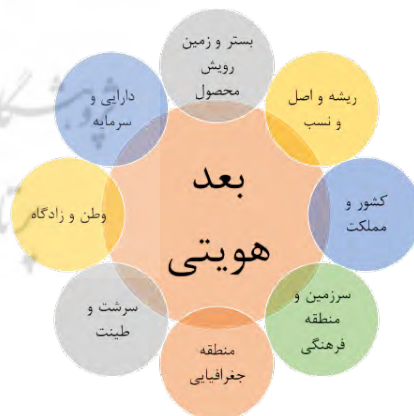 بستر و زمین
رویش
محصول
ریشه و اصل
و نسب
کشور و
مملکت
سرزمین و
منطقه
فرهنگی
منطقه
جغرافیایی
سرشت و
طینت
وطن و زادگاه
دارایی و
سرمایه
بعد
هویتی